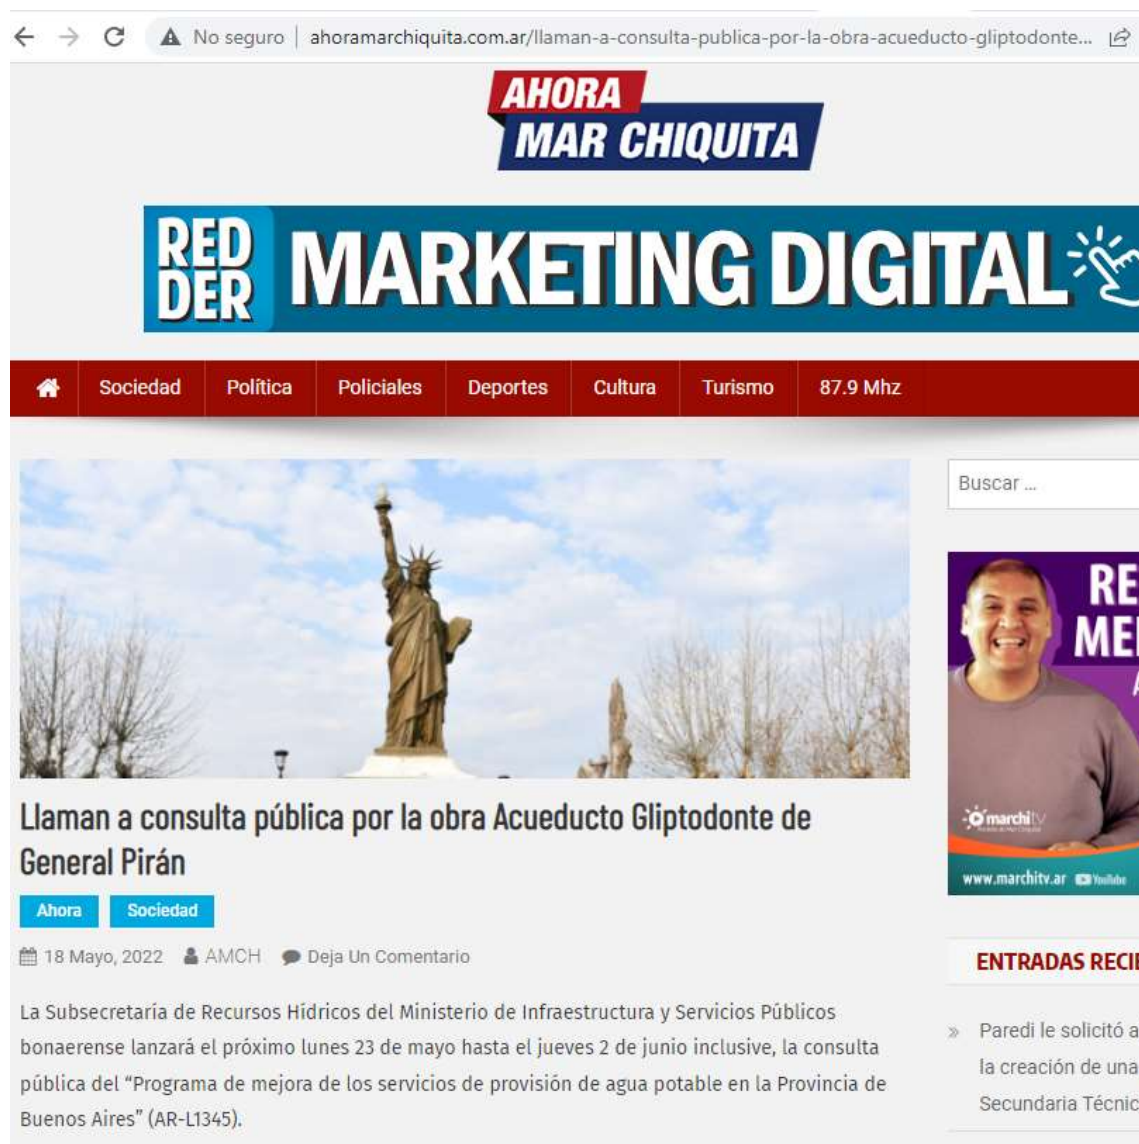 No seguro | ahoramarchiquita.com.ar/llaman-a-consulta-publica-por-la-obra-acueducto-gliptodonte...
AHORA
MAR CHIQUITA
RED
DER
MARKETING DIGITAL
Sociedad Política Policiales Deportes Cultura Turismo 87.9 Mhz
Buscar ...
RE
MEI
A
marchitv
www.marchitv.ar YouTube
Llaman a consulta pública por la obra Acueducto Gliptodonte de
General Pirán
Ahora Sociedad
18 Mayo, 2022 AMCH Deja Un Comentario
La Subsecretaría de Recursos Hídricos del Ministerio de Infraestructura y Servicios Públicos
bonaerense lanzará el próximo lunes 23 de mayo hasta el jueves 2 de junio inclusive, la consulta
pública del “Programa de mejora de los servicios de provisión de agua potable en la Provincia de
Buenos Aires” (AR-L1345).
ENTRADAS RECIE
» Paredi le solicitó a
la creación de una
Secundaria Técnic